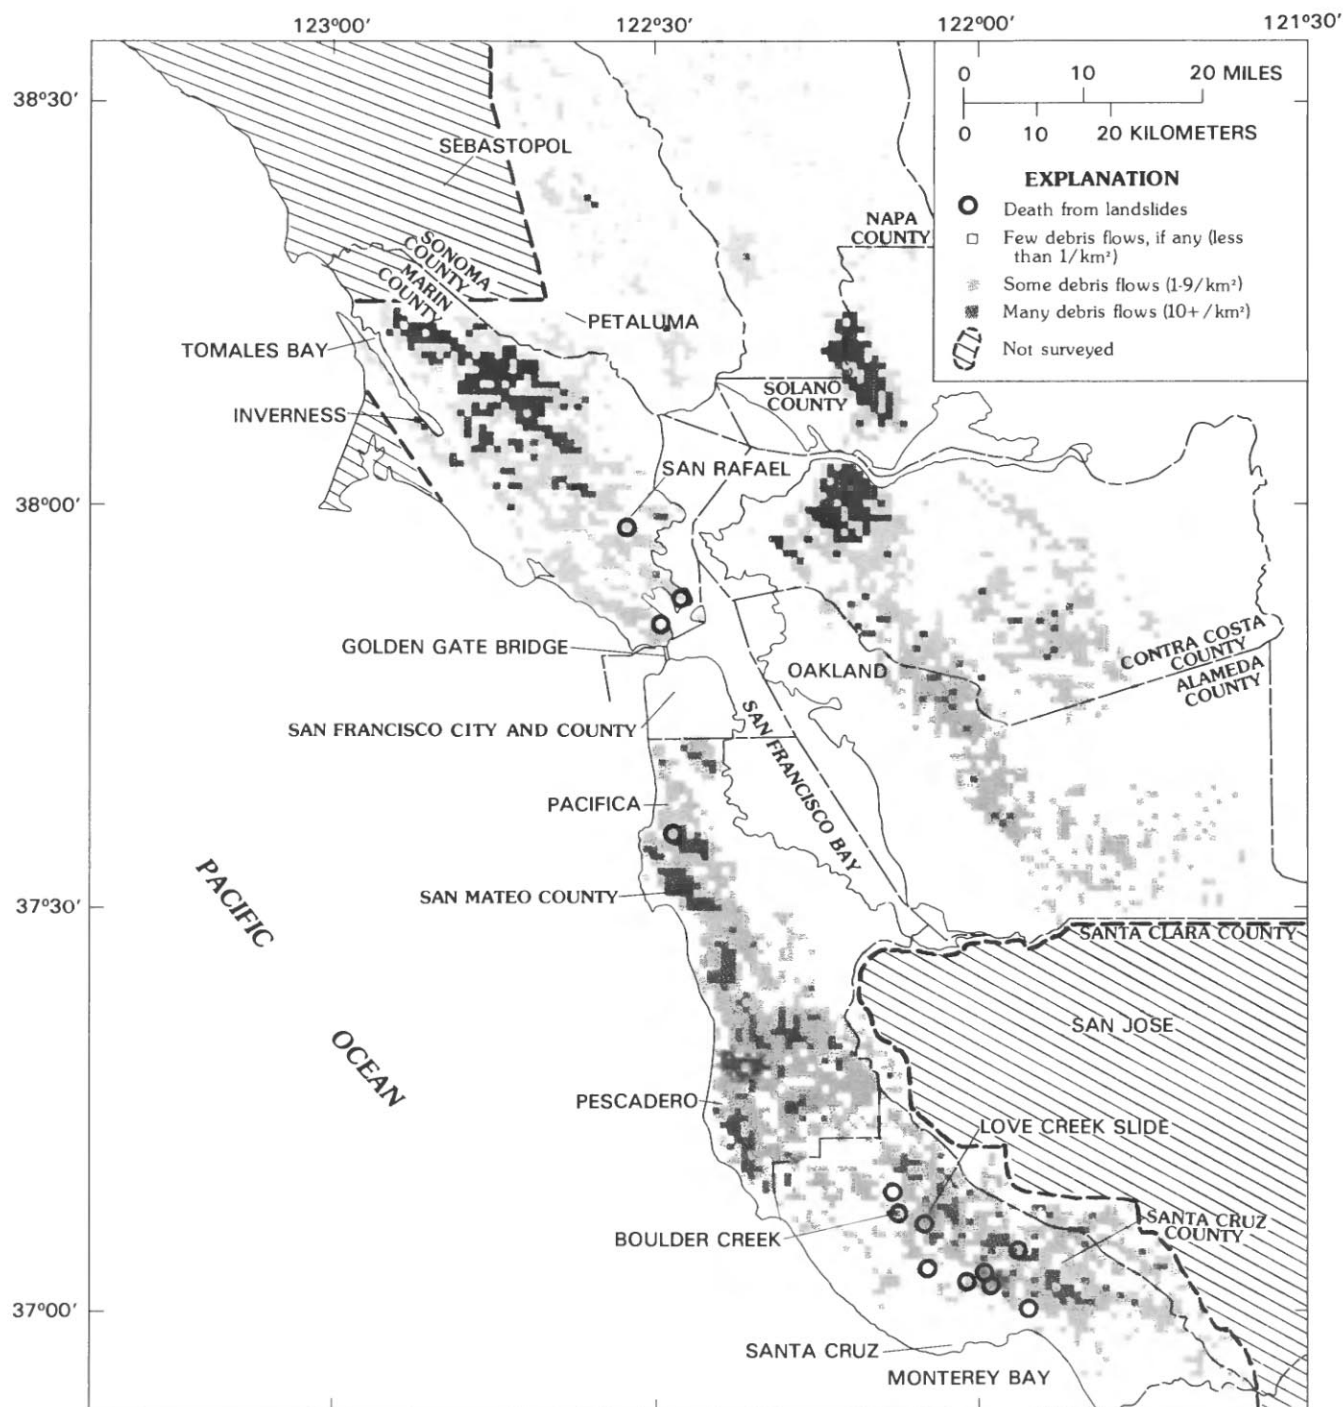 123°00'
122°30'
122°00'
121°30'
0 10 20 MILES
0 10 20 KILOMETERS
38°30'
SEBASTOPOL
EXPLANATION
Death from landslides
Few debris flows, if any (less
than 1/km²)
Some debris flows (1-9/km²)
Many debris flows (10+/km²)
Not surveyed
NAPA
COUNTY
SONOMA
COUNTY
MARIN
COUNTY
PETALUMA
TOMALES BAY
SOLANO
COUNTY
INVERNESS
SAN RAFAEL
38°00'
GOLDEN GATE BRIDGE
OAKLAND
CONTRA COSTA
COUNTY
ALAMEDA
COUNTY
SAN FRANCISCO CITY AND COUNTY
SAN FRANCISCO BAY
PACIFICA
SAN MATEO COUNTY
37°30'
PACIFIC
OCEAN
SANTA CLARA COUNTY
SAN JOSE
PESCADERO
LOVE CREEK SLIDE
BOULDER CREEK
SANTA CRUZ
COUNTY
37°00'
SANTA CRUZ
MONTEREY BAY